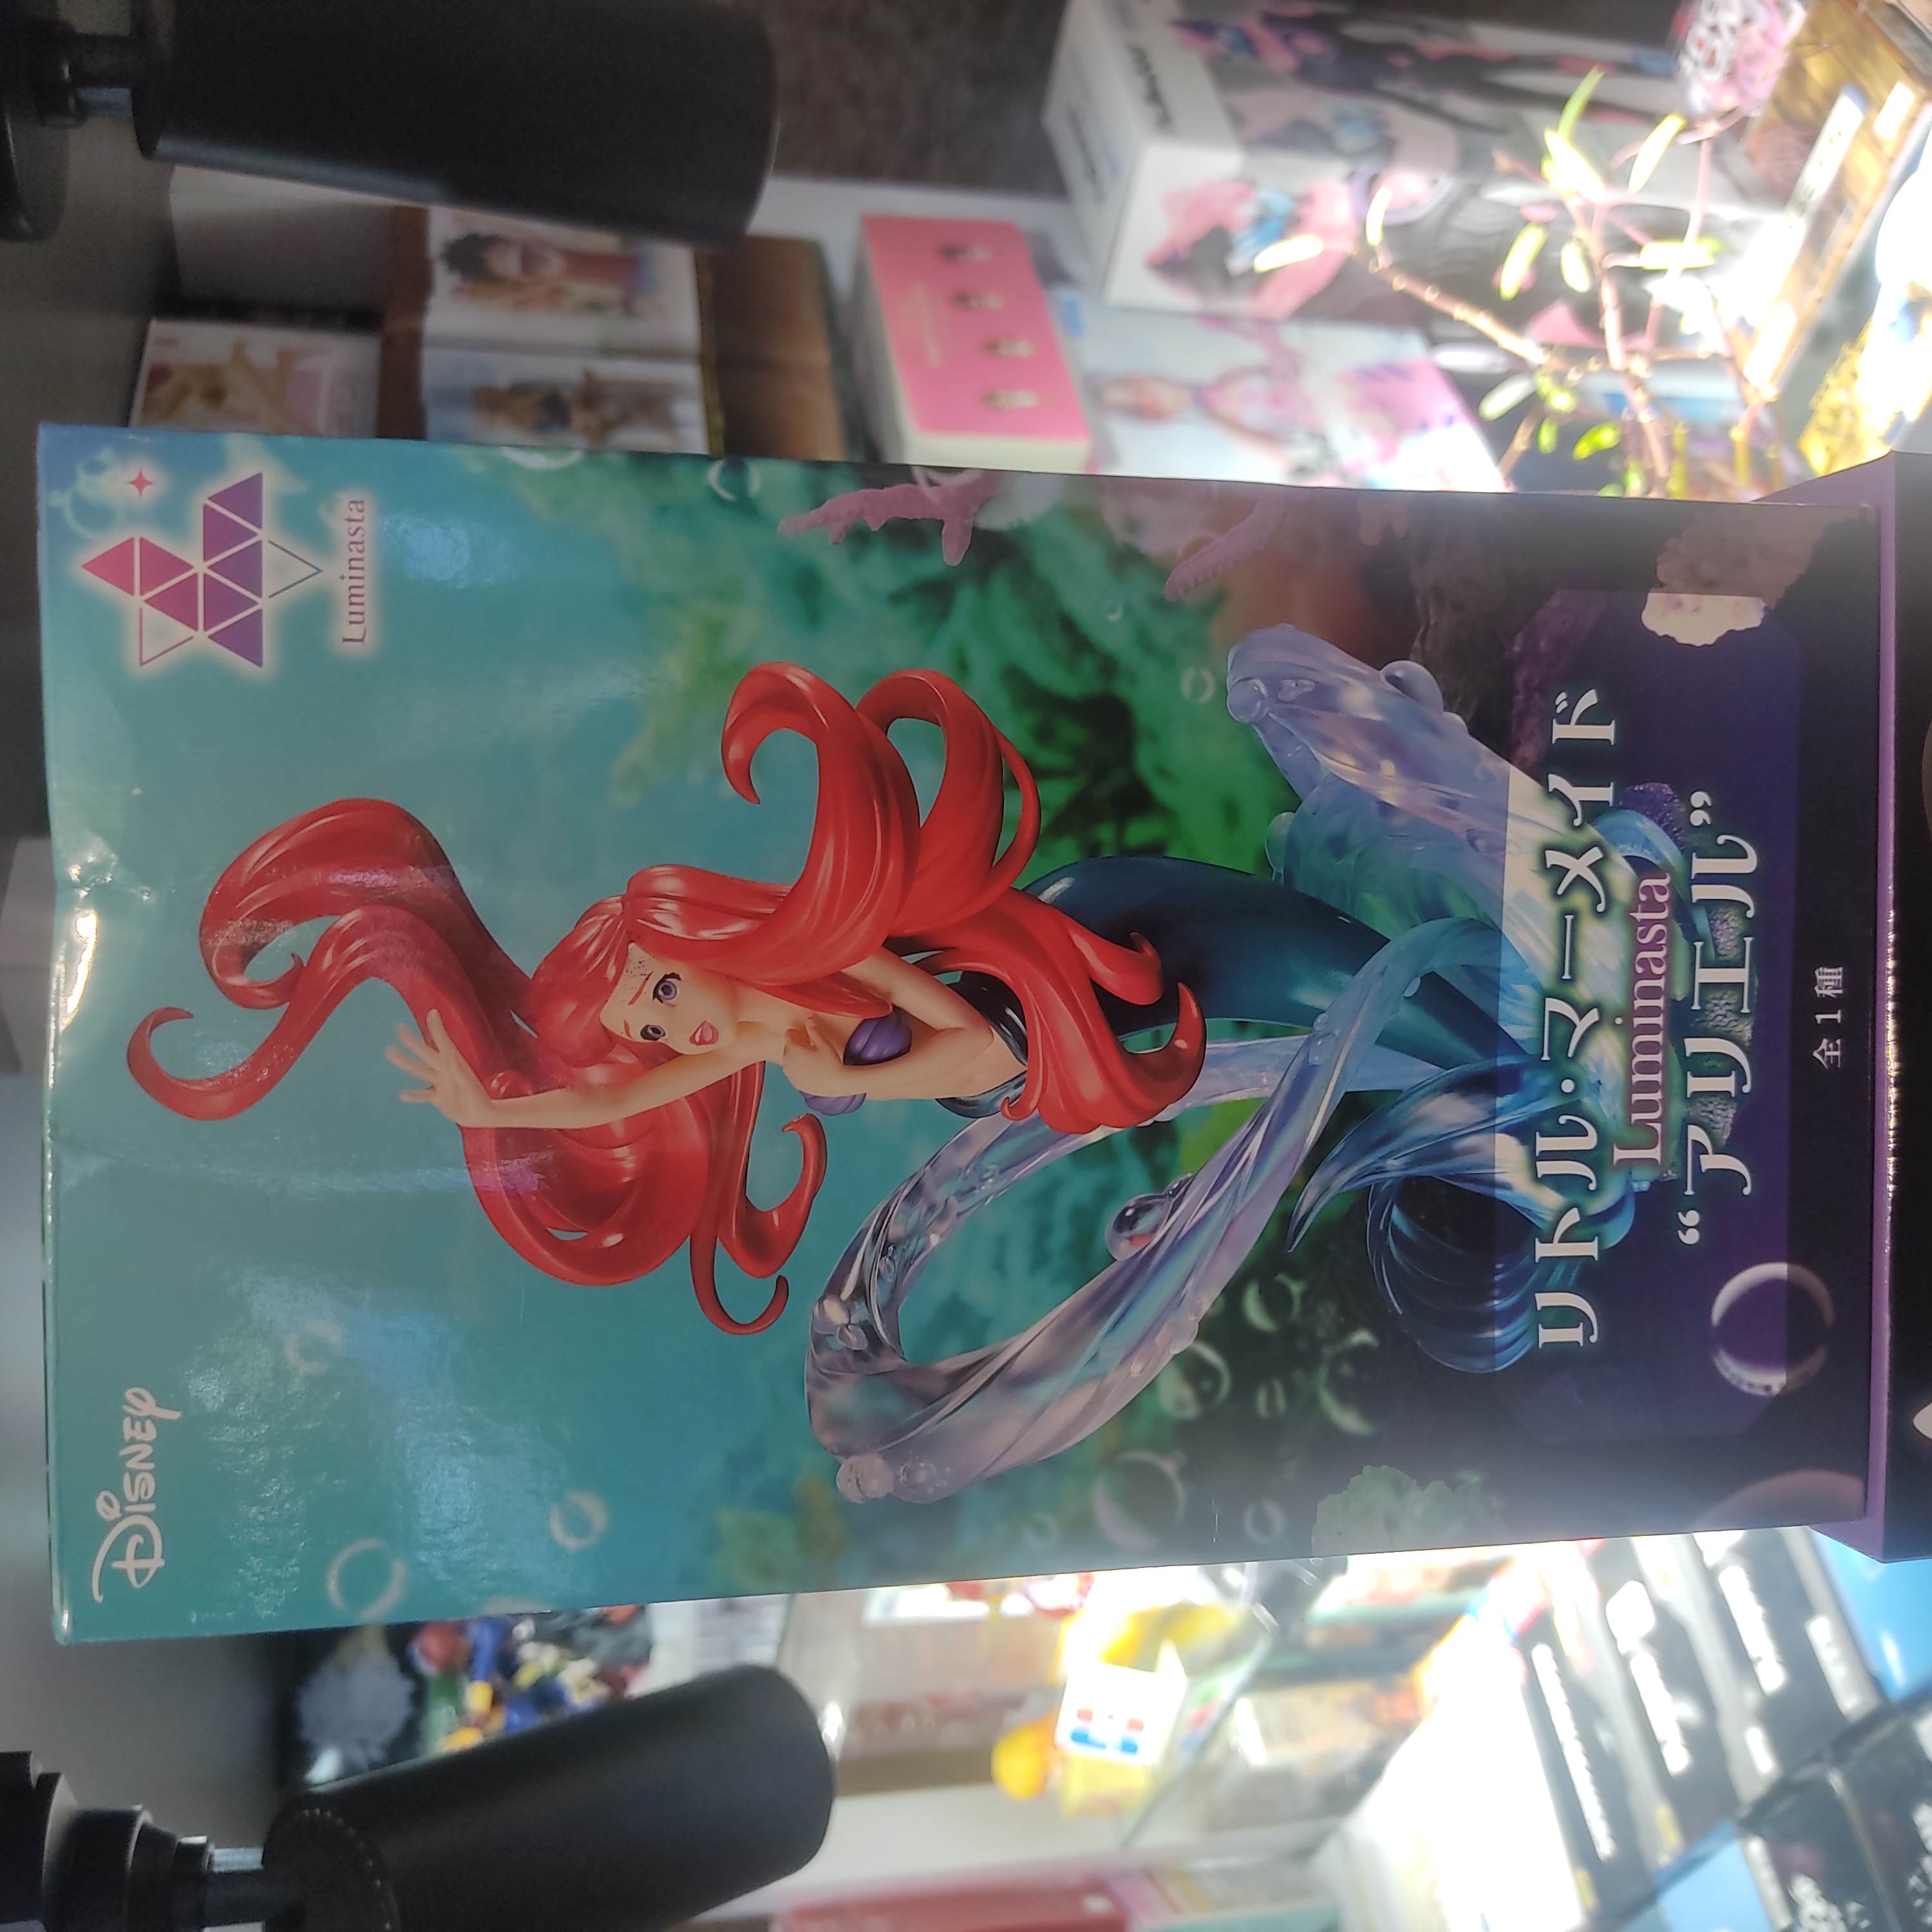 Disney
Luminasta
リトル・マーメイド
Luminasta
“アリエル”
全1種